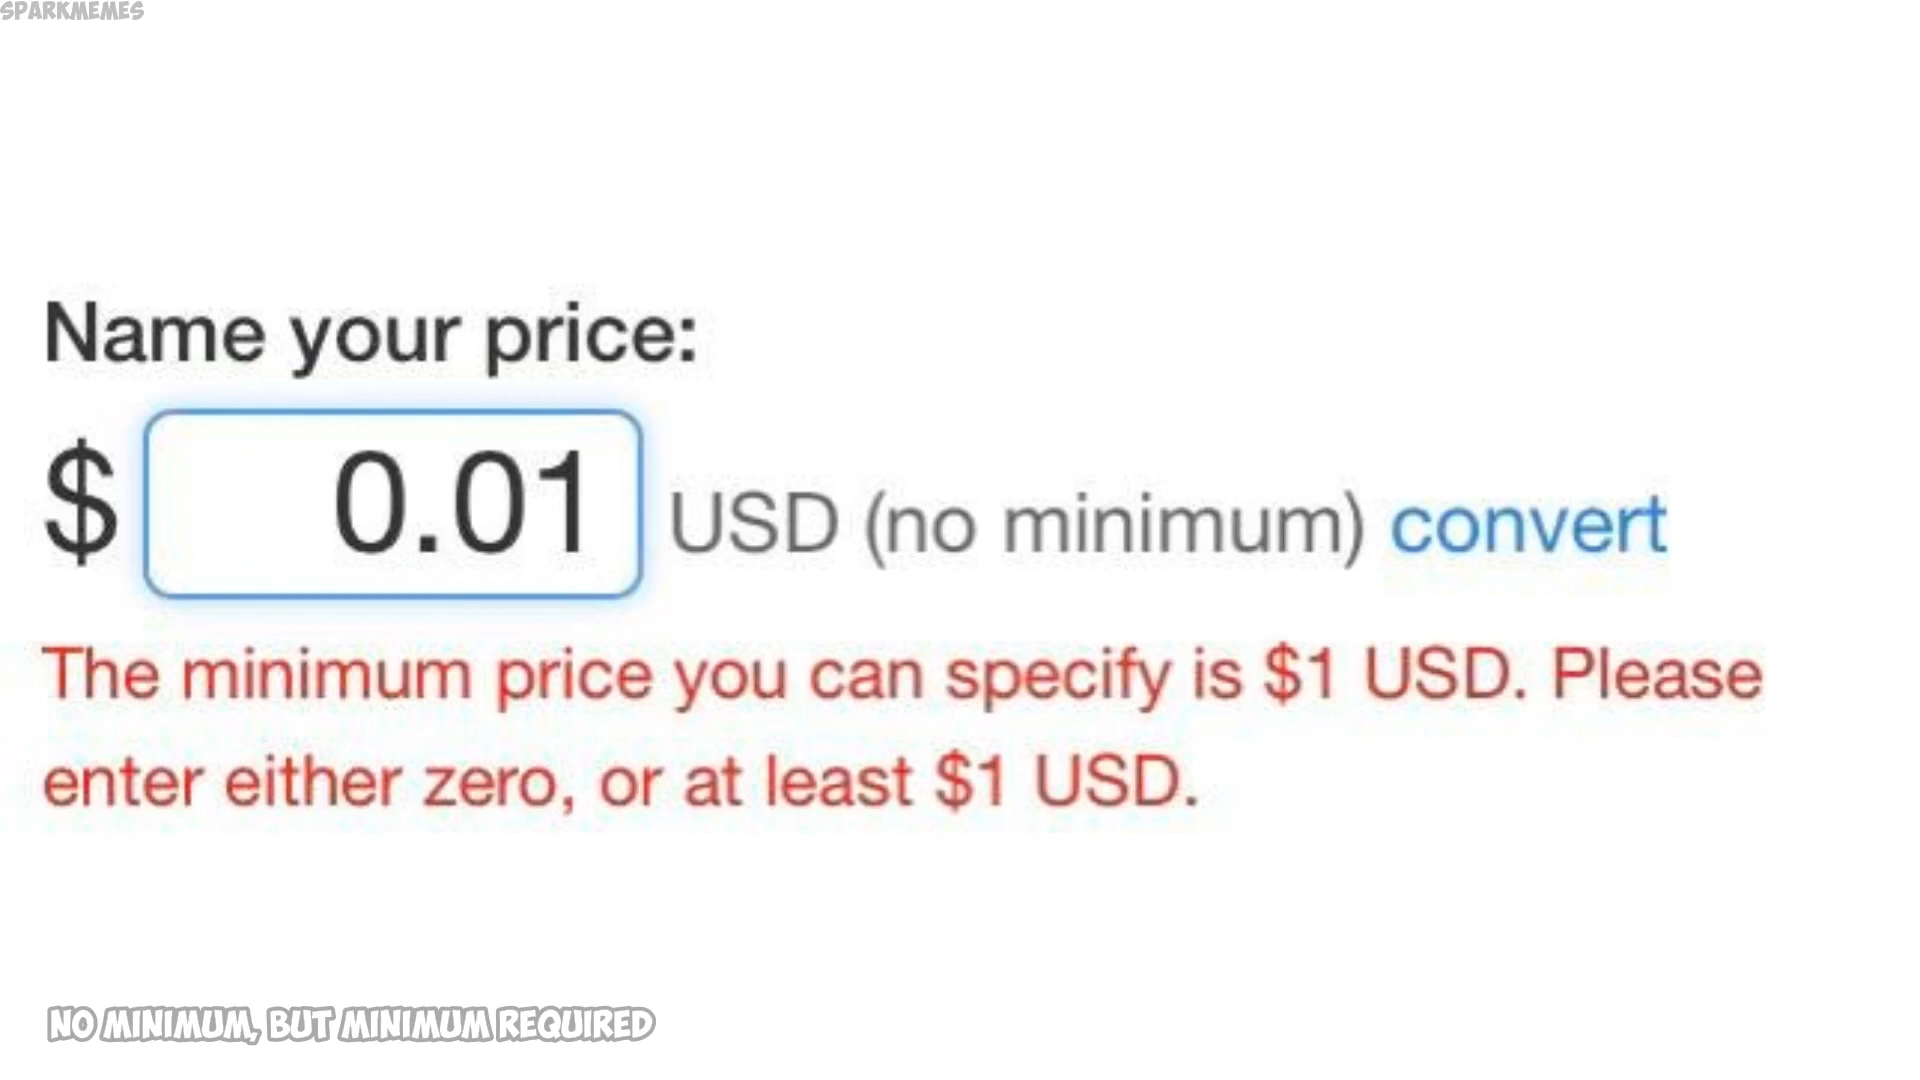 SPARKMEMES
Name your price:
$ 0.01 USD (no minimum) convert
The minimum price you can specify is $1 USD. Please
enter either zero, or at least $1 USD.
NO MINIMUM, BUT MINIMUM REQUIRED